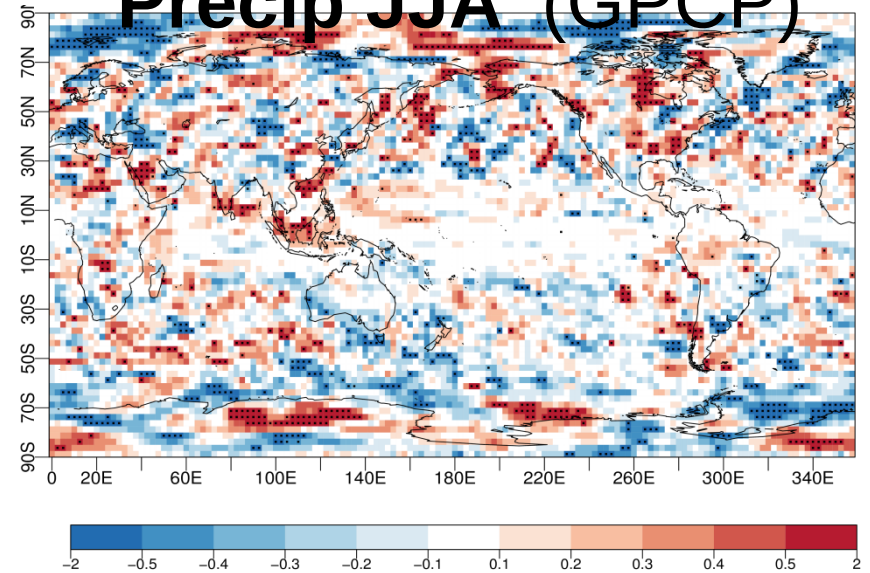 Precip JJA (GPCP)
90N
70N
50N
30N
10N
10S
30S
50S
70S
90S
0 20E 60E 100E 140E 180E 220E 260E 300E 340E
−2 −0.5 −0.4 −0.3 −0.2 −0.1 0.1 0.2 0.3 0.4 0.5 2